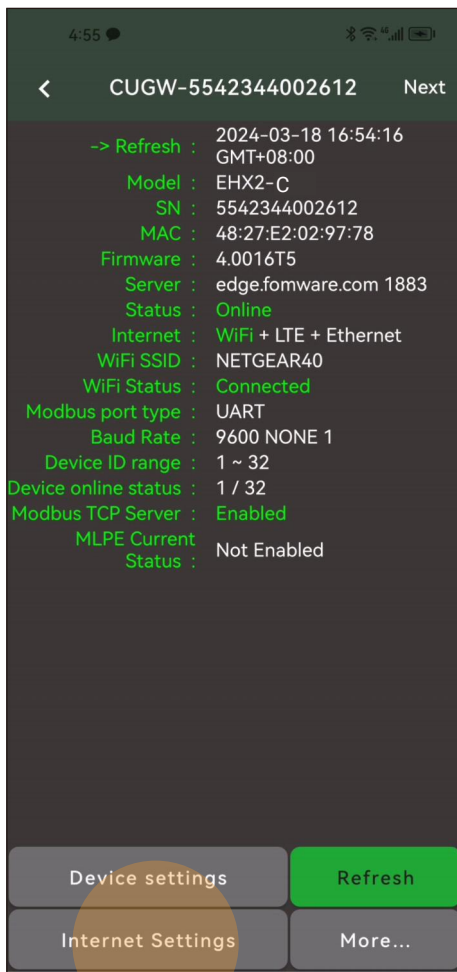 4:55
CUGW-5542344002612 Next
-> Refresh : 2024-03-18 16:54:16
GMT+08:00
Model : EHX2-C
SN : 5542344002612
MAC : 48:27:E2:02:97:78
Firmware : 4.0016T5
Server : edge.fomware.com 1883
Status : Online
Internet : WiFi + LTE + Ethernet
WiFi SSID : NETGEAR40
WiFi Status : Connected
Modbus port type : UART
Baud Rate : 9600 NONE 1
Device ID range : 1 ~ 32
Device online status : 1 / 32
Modbus TCP Server : Enabled
MLPE Current
Status : Not Enabled
Device settings Refresh
Internet Settings More...